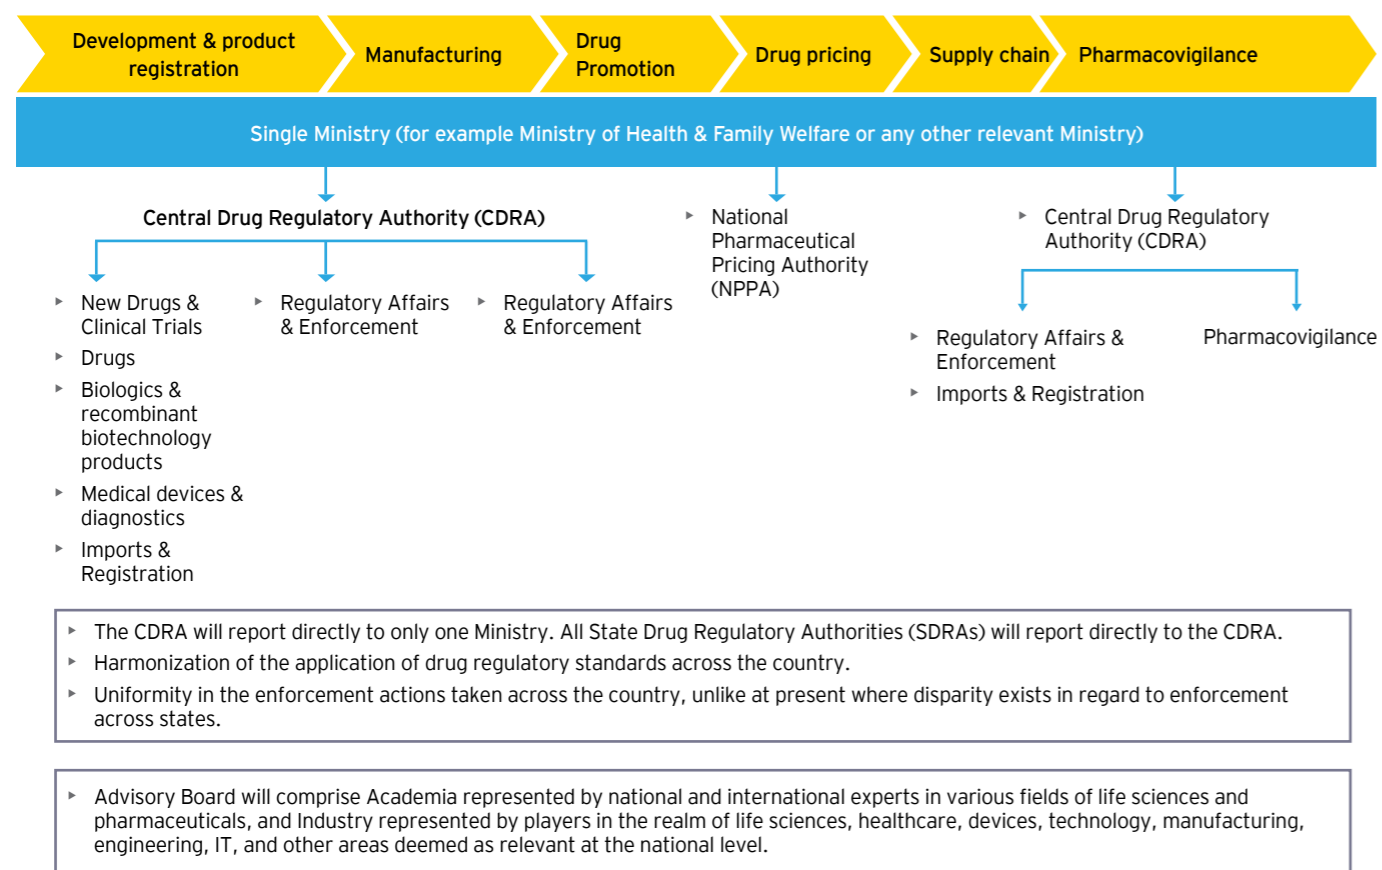 Development & product
registration
Manufacturing
Drug
Promotion
Drug pricing
Supply chain
Pharmacovigilance
Single Ministry (for example Ministry of Health & Family Welfare or any other relevant Ministry)
Central Drug Regulatory Authority (CDRA)
New Drugs &
Clinical Trials
Drugs
Biologics &
recombinant
biotechnology
products
Medical devices &
diagnostics
Imports &
Registration
Regulatory Affairs
& Enforcement
Regulatory Affairs
& Enforcement
National
Pharmaceutical
Pricing Authority
(NPPA)
Central Drug Regulatory
Authority (CDRA)
Regulatory Affairs &
Enforcement
Imports & Registration
Pharmacovigilance
The CDRA will report directly to only one Ministry. All State Drug Regulatory Authorities (SDRAs) will report directly to the CDRA.
Harmonization of the application of drug regulatory standards across the country.
Uniformity in the enforcement actions taken across the country, unlike at present where disparity exists in regard to enforcement
across states.
Advisory Board will comprise Academia represented by national and international experts in various fields of life sciences and
pharmaceuticals, and Industry represented by players in the realm of life sciences, healthcare, devices, technology, manufacturing,
engineering, IT, and other areas deemed as relevant at the national level.